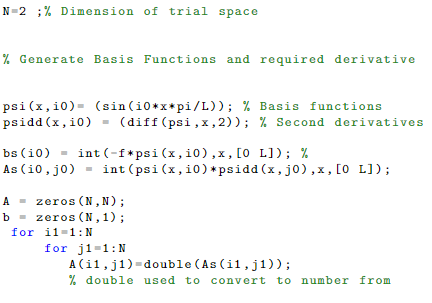 N=2 ;% Dimension of trial space
% Generate Basis Functions and required derivative
psi(x,i0)= (sin(i0*x*pi/L)); % Basis functions
psidd(x,i0) = (diff(psi,x,2)); % Second derivatives
bs(i0) = int(-f*psi(x,i0),x,[0 L]); %
As(i0,j0) = int(psi(x,i0)*psidd(x,j0),x,[0 L]);
A = zeros(N,N);
b = zeros(N,1);
for i1=1:N
for j1=1:N
A(i1,j1)=double(As(i1,j1));
% double used to convert to number from